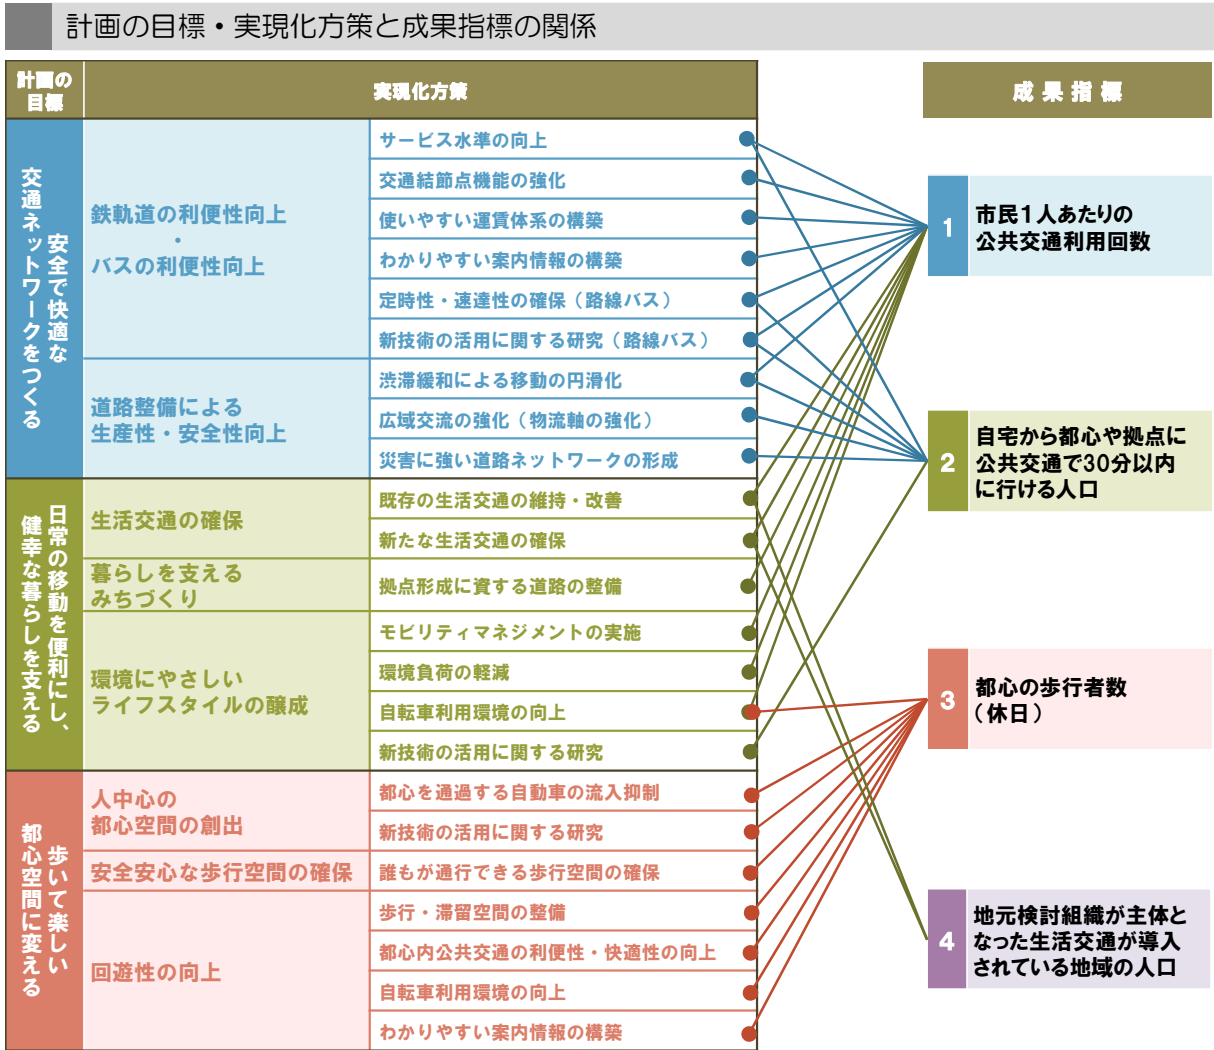 計画の目標・実現化方策と成果指標の関係
計画の
目標
実現化方策
成果指標
安全で快適な
交通ネットワークをつくる
鉄軌道の利便性向上
・
バスの利便性向上
サービス水準の向上
交通結節点機能の強化
使いやすい運賃体系の構築
わかりやすい案内情報の構築
定時性・速達性の確保（路線バス）
新技術の活用に関する研究（路線バス）
道路整備による
生産性・安全性向上
渋滞緩和による移動の円滑化
広域交流の強化（物流軸の強化）
災害に強い道路ネットワークの形成
日常の移動を便利にし、
健幸な暮らしを支える
生活交通の確保
既存の生活交通の維持・改善
新たな生活交通の確保
暮らしを支える
みちづくり
拠点形成に資する道路の整備
環境にやさしい
ライフスタイルの醸成
モビリティマネジメントの実施
環境負荷の軽減
自転車利用環境の向上
新技術の活用に関する研究
歩いて楽しい
都心空間に変える
人中心の
都心空間の創出
都心を通過する自動車の流入抑制
新技術の活用に関する研究
安全安心な歩行空間の確保
誰もが通行できる歩行空間の確保
回遊性の向上
歩行・滞留空間の整備
都心内公共交通の利便性・快適性の向上
自転車利用環境の向上
わかりやすい案内情報の構築
1
市民1人あたりの
公共交通利用回数
2
自宅から都心や拠点に
公共交通で30分以内
に行ける人口
3
都心の歩行者数
（休日）
4
地元検討組織が主体と
なった生活交通が導入
されている地域の人口